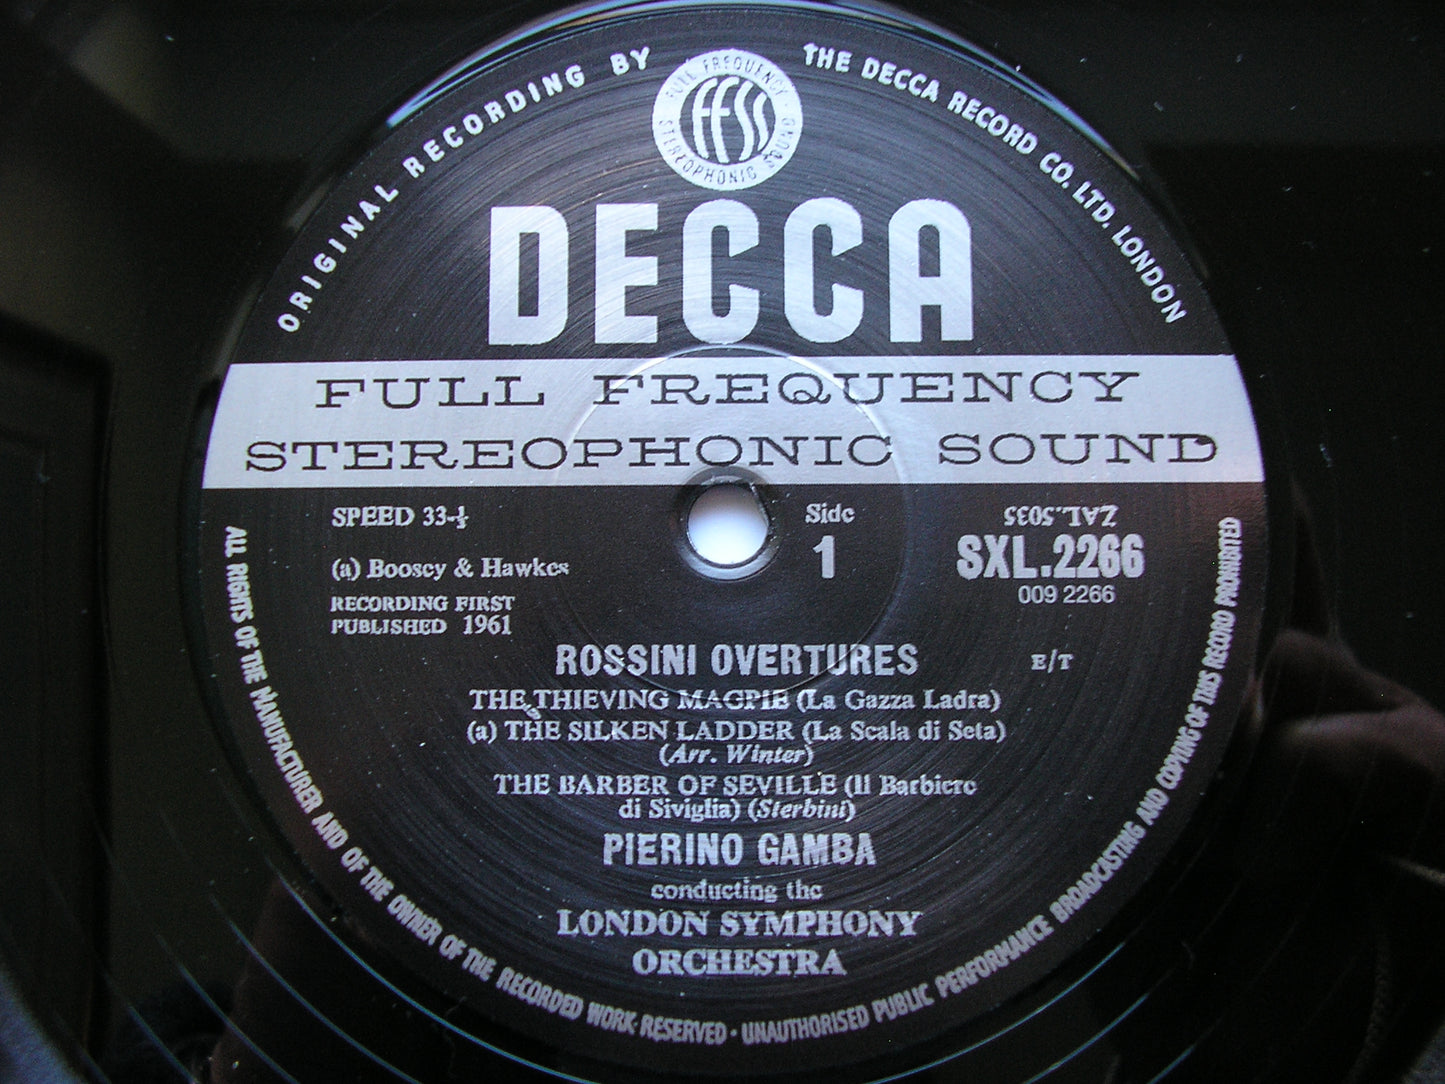 ORIGINAL RECORDING BY
THE DECCA RECORD CO. LTD. LONDON
FULL FREQUENCY
STEREOPHONIC SOUND
FFSS
DECCA
FULL FREQUENCY
STEREOPHONIC SOUND
SPEED 33-⅓
Side
1
ZAL.5035
SXL.2266
009 2266
(a) Boosey & Hawkes
RECORDING FIRST
PUBLISHED 1961
ROSSINI OVERTURES
E/T
THE THIEVING MAGPIE (La Gazza Ladra)
(a) THE SILKEN LADDER (La Scala di Seta)
(Arr. Winter)
THE BARBER OF SEVILLE (Il Barbiere
di Siviglia) (Sterbini)
PIERINO GAMBA
conducting the
LONDON SYMPHONY
ORCHESTRA
ALL RIGHTS OF THE MANUFACTURER AND OF THE OWNER OF THE RECORDED WORK RESERVED · UNAUTHORISED PUBLIC PERFORMANCE BROADCASTING AND COPYING OF THIS RECORD PROHIBITED